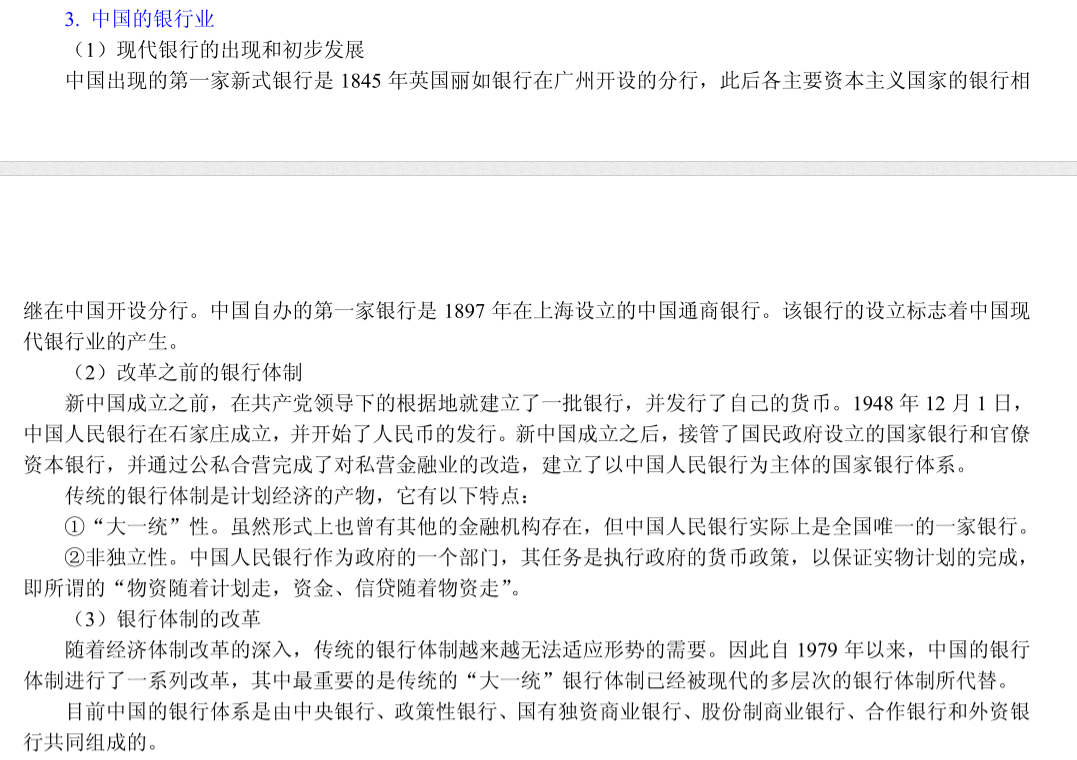 3. 中国的银行业
（1）现代银行的出现和初步发展
中国出现的第一家新式银行是 1845 年英国丽如银行在广州开设的分行，此后各主要资本主义国家的银行相
继在中国开设分行。中国自办的第一家银行是 1897 年在上海设立的中国通商银行。该银行的设立标志着中国现
代银行业的产生。
（2）改革之前的银行体制
新中国成立之前，在共产党领导下的根据地就建立了一批银行，并发行了自己的货币。1948 年 12 月 1 日，
中国人民银行在石家庄成立，并开始了人民币的发行。新中国成立之后，接管了国民政府设立的国家银行和官僚
资本银行，并通过公私合营完成了对私营金融业的改造，建立了以中国人民银行为主体的国家银行体系。
传统的银行体制是计划经济的产物，它有以下特点：
①“大一统”性。虽然形式上也曾有其他的金融机构存在，但中国人民银行实际上是全国唯一的一家银行。
②非独立性。中国人民银行作为政府的一个部门，其任务是执行政府的货币政策，以保证实物计划的完成，
即所谓的“物资随着计划走，资金、信贷随着物资走”。
（3）银行体制的改革
随着经济体制改革的深入，传统的银行体制越来越无法适应形势的需要。因此自 1979 年以来，中国的银行
体制进行了一系列改革，其中最重要的是传统的“大一统”银行体制已经被现代的多层次的银行体制所代替。
目前中国的银行体系是由中央银行、政策性银行、国有独资商业银行、股份制商业银行、合作银行和外资银
行共同组成的。